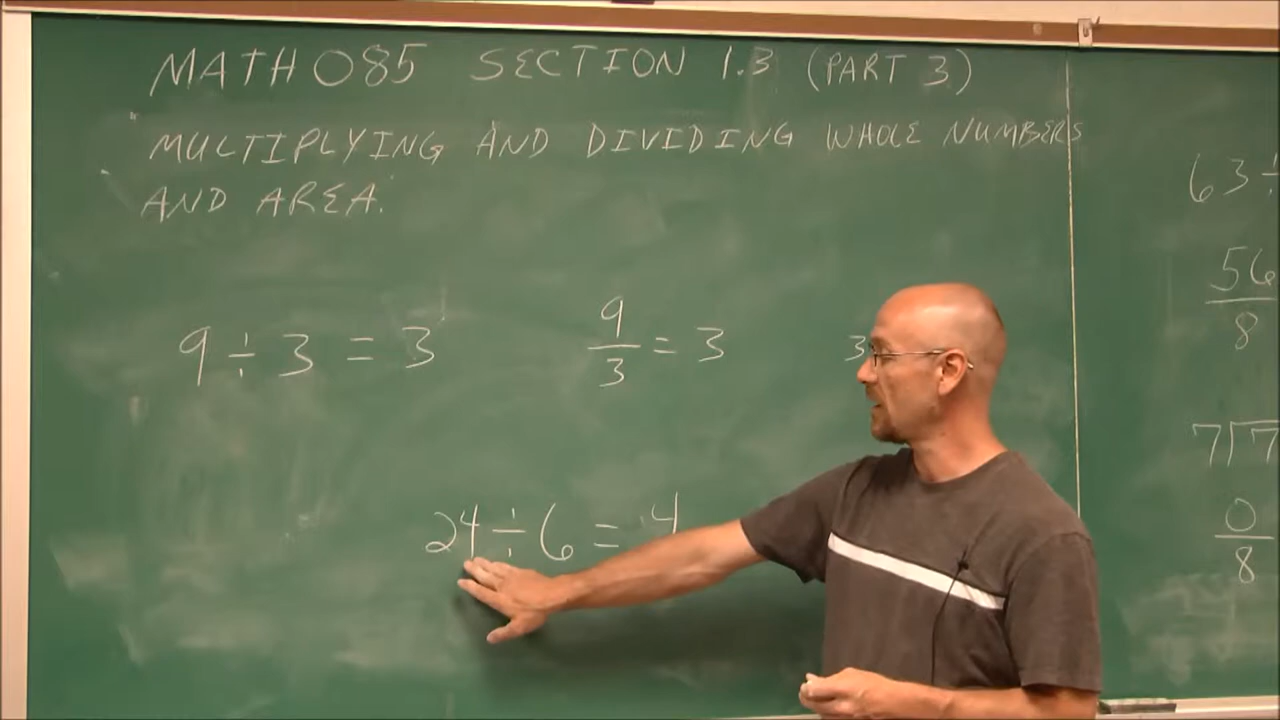 MATH 085 SECTION 1.3 (PART 3)
MULTIPLYING AND DIVIDING WHOLE NUMBERS
AND AREA.
9 ÷ 3 = 3
9
3
= 3
3
24 ÷ 6 = 4
63 ÷
56
8
7
7
0
8